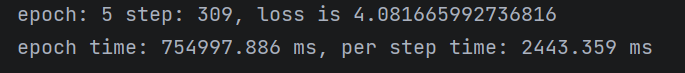 epoch: 5 step: 309, loss is 4.081665992736816
epoch time: 754997.886 ms, per step time: 2443.359 ms